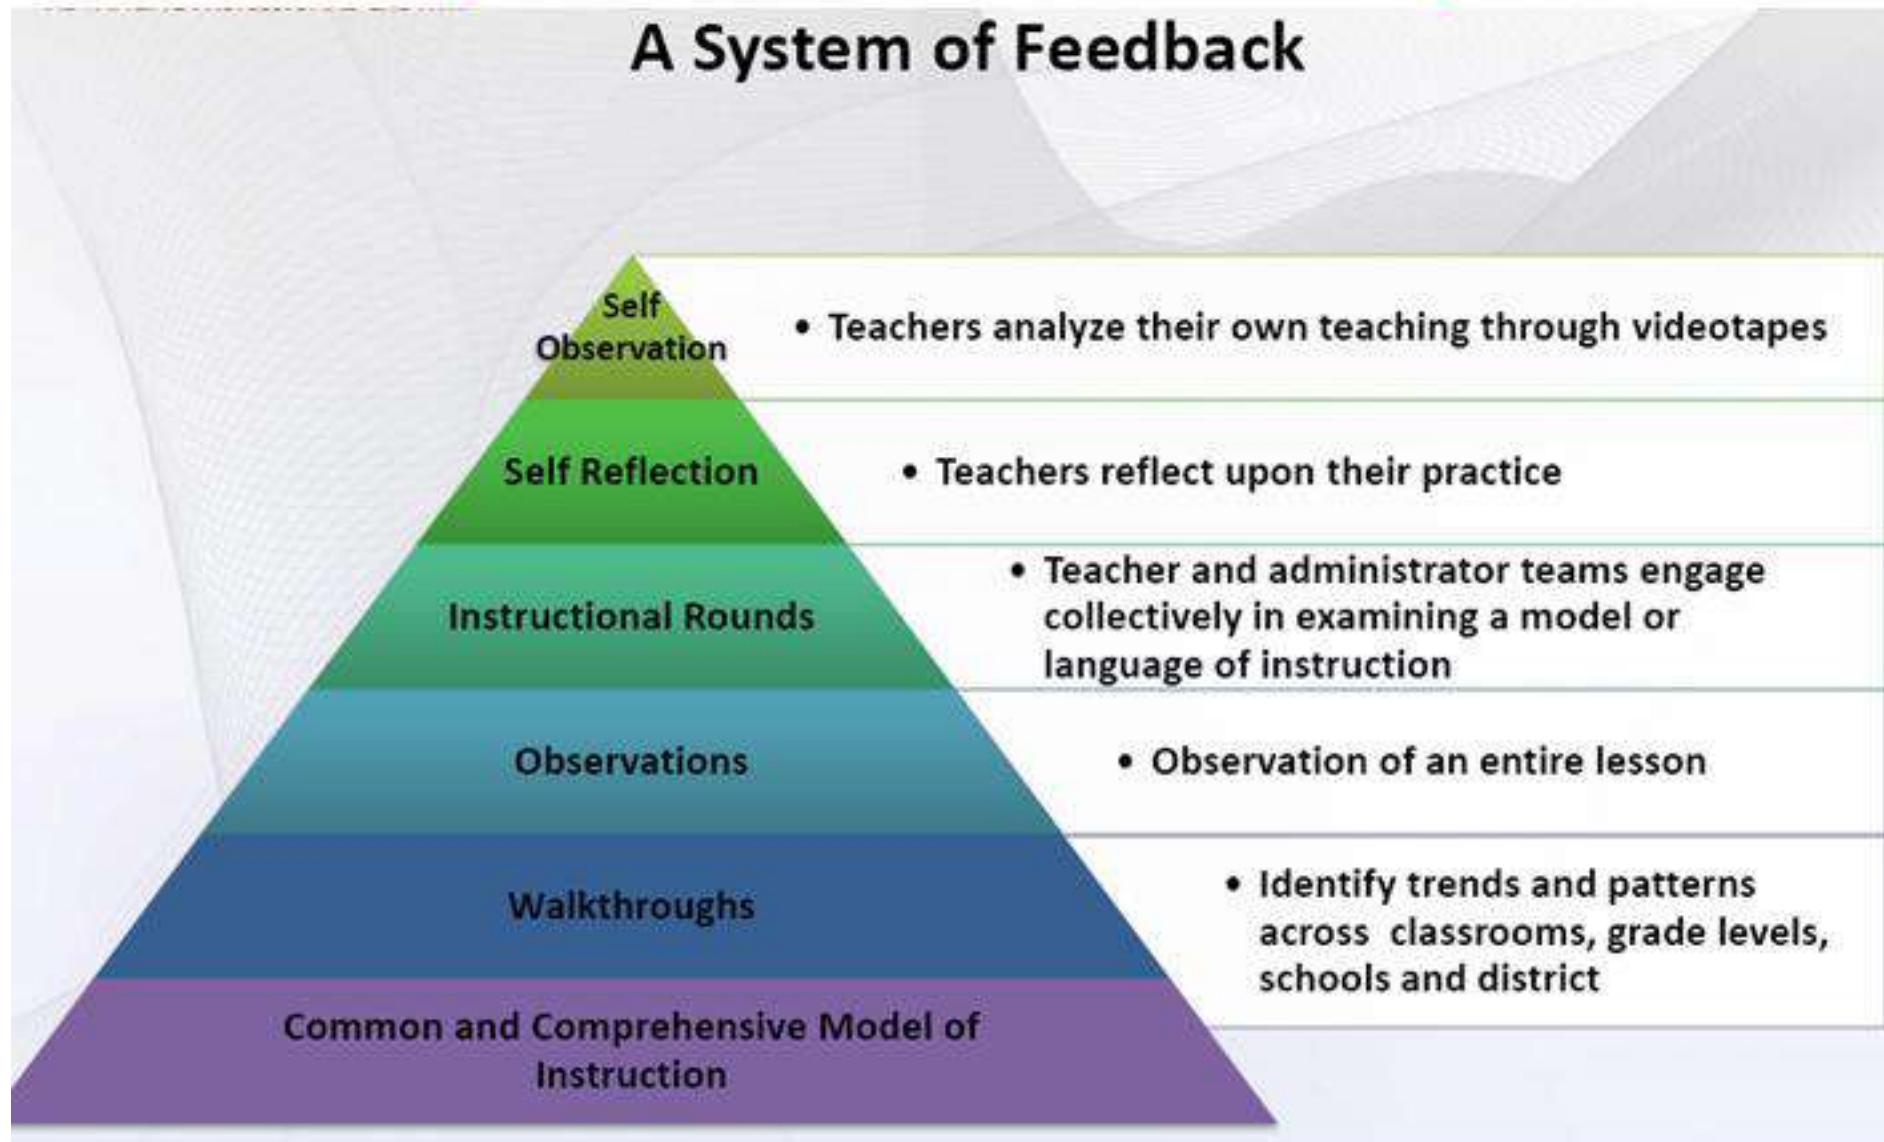 A System of Feedback
Self
Observation
• Teachers analyze their own teaching through videotapes
Self Reflection
• Teachers reflect upon their practice
Instructional Rounds
• Teacher and administrator teams engage
collectively in examining a model or
language of instruction
Observations
• Observation of an entire lesson
Walkthroughs
• Identify trends and patterns
across classrooms, grade levels,
schools and district
Common and Comprehensive Model of
Instruction